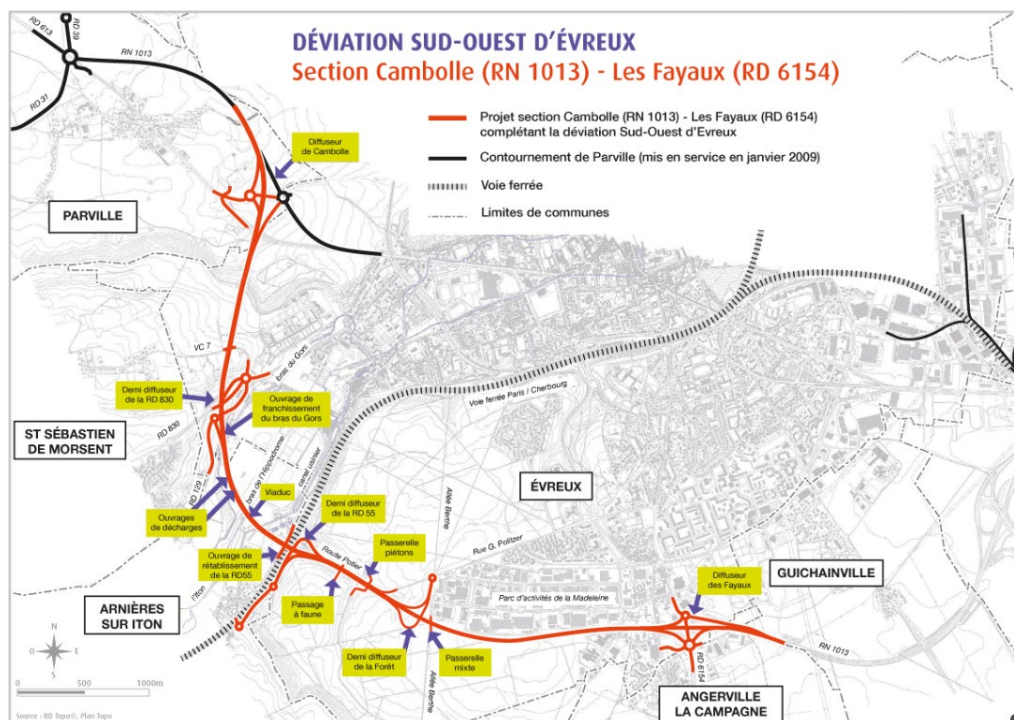 DÉVIATION SUD-OUEST D'ÉVREUX
Section Cambolle (RN 1013) - Les Fayaux (RD 6154)
Projet section Cambolle (RN 1013) - Les Fayaux (RD 6154)
complétant la déviation Sud-Ouest d'Evreux
Contournement de Parville (mis en service en janvier 2009)
Voie ferrée
Limites de communes
RD 39
RD 613
RN 1013
RD 31
Diffuseur
de Cambolle
PARVILLE
VC 7
bras du Gors
Demi diffuseur
de la RD 830
Ouvrage de
franchissement
du bras du Gors
Voie ferrée Paris / Cherbourg
ST SÉBASTIEN
DE MORSENT
RD 830
RD 129
bras de l'Hippodrome
canal usinier
Viaduc
Demi diffuseur
de la RD 55
ÉVREUX
Ouvrages
de décharges
Allée Berthe
Rue G. Politzer
Ouvrage de
rétablissement
de la RD55
Route Potier
Passerelle
piétons
l'Iton
Diffuseur
des Fayaux
GUICHAINVILLE
Parc d'activités de la Madeleine
ARNIÈRES
SUR ITON
Passage
à faune
Demi diffuseur
de la Forêt
Passerelle
mixte
Allée Berthe
RN 1013
RD 6154
ANGERVILLE
LA CAMPAGNE
N
O
E
S
0 500 1000m
Source : BD Topo®, Plan Topo